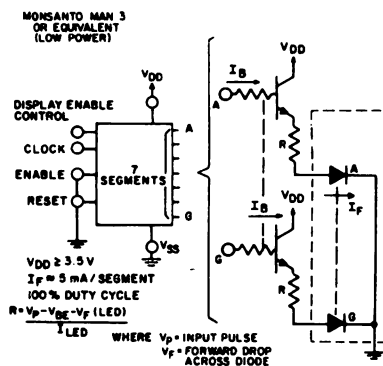 MONSANTO MAN 3
OR EQUIVALENT
(LOW POWER)
VDD
DISPLAY ENABLE
CONTROL
CLOCK
ENABLE
RESET
7
SEGMENTS
A
G
VSS
VDD
IB
A
R
A
IF
VDD
IB
G
R
G
VDD ≥ 3.5 V
IF ≈ 5 mA/SEGMENT
100% DUTY CYCLE
R = VP - VBE - VF (LED)
ILED
WHERE VP = INPUT PULSE
VF = FORWARD DROP
ACROSS DIODE